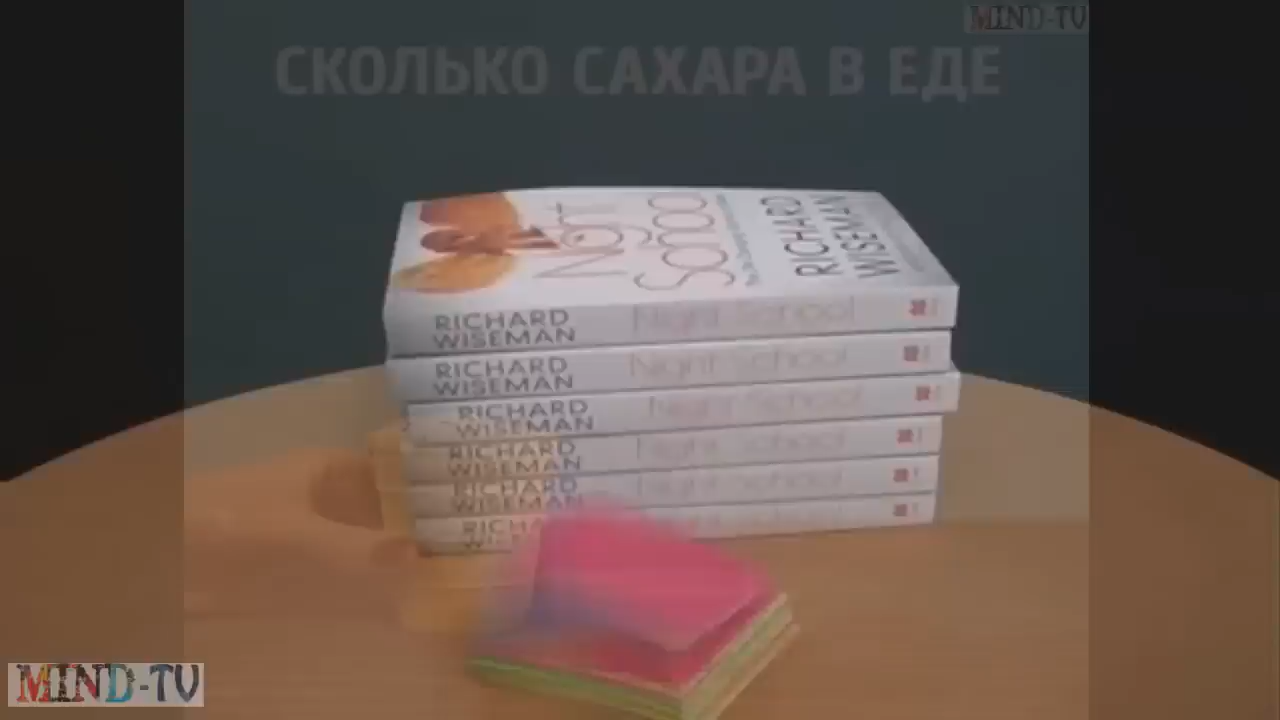 MIND-TV
СКОЛЬКО САХАРА В ЕДЕ
Night
School
RICHARD
WISEMAN
RICHARD
WISEMAN
Night School
RICHARD
WISEMAN
Night School
RICHARD
WISEMAN
Night School
RICHARD
WISEMAN
Night School
RICHARD
WISEMAN
Night School
RICH
MIND-TV